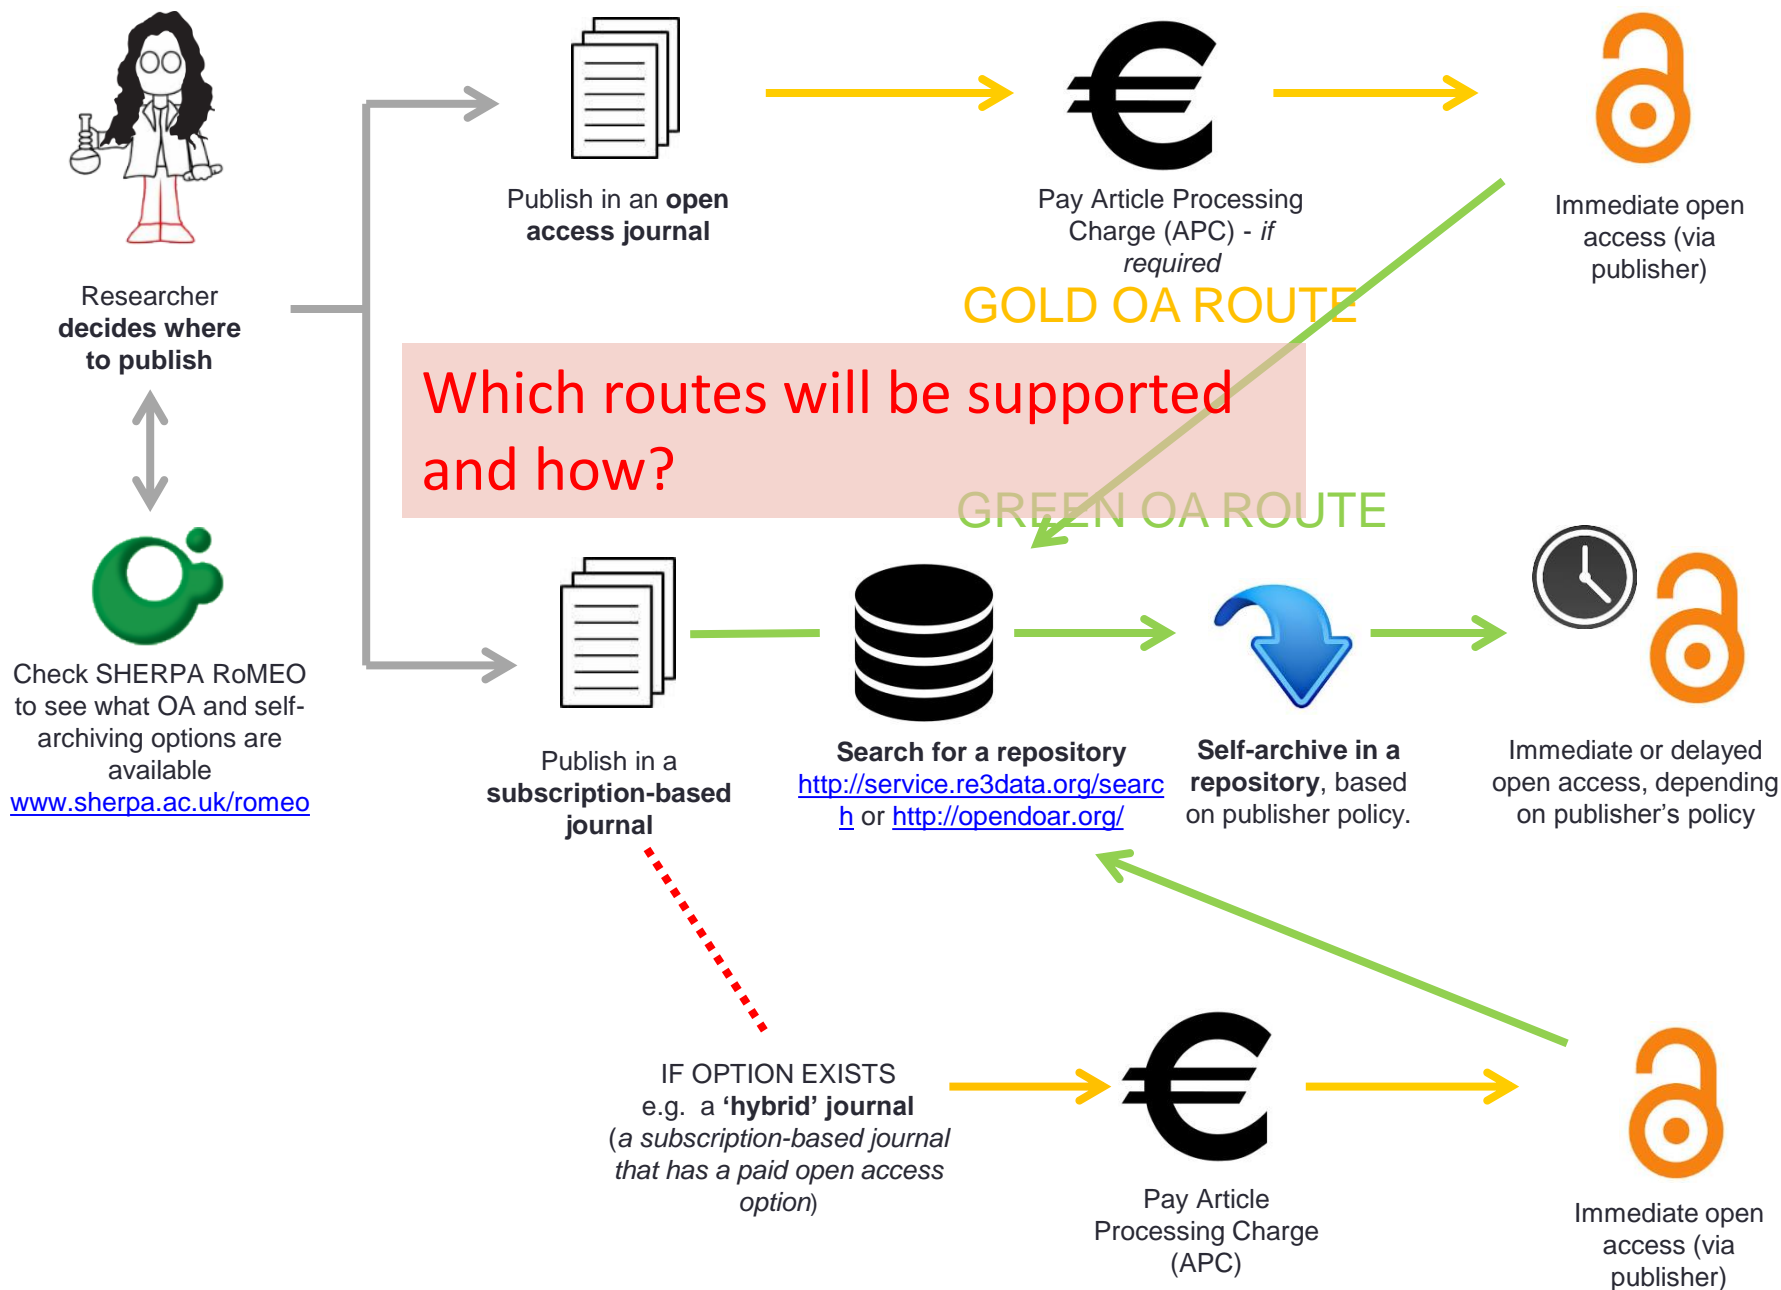 Researcher
decides where
to publish
Check SHERPA RoMEO
to see what OA and self-
archiving options are
available
www.sherpa.ac.uk/romeo
Publish in an open
access journal
Pay Article Processing
Charge (APC) - if
required
Immediate open
access (via
publisher)
GOLD OA ROUTE
Which routes will be supported
and how?
GREEN OA ROUTE
Publish in a
subscription-based
journal
Search for a repository
http://service.re3data.org/searc
h or http://opendoar.org/
Self-archive in a
repository, based
on publisher policy.
Immediate or delayed
open access, depending
on publisher’s policy
IF OPTION EXISTS
e.g. a ‘hybrid’ journal
(a subscription-based journal
that has a paid open access
option)
Pay Article
Processing Charge
(APC)
Immediate open
access (via
publisher)